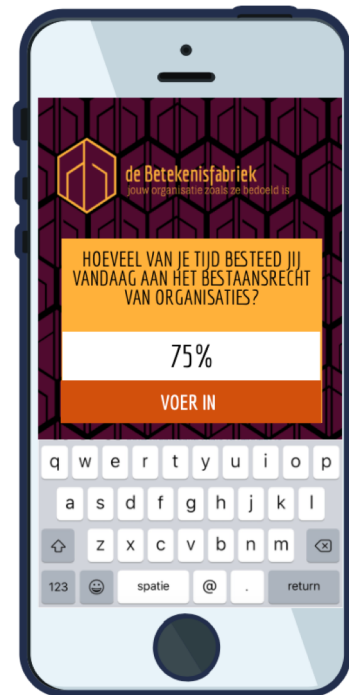 de Betekenisfabriek
jouw organisatie zoals ze bedoeld is
HOEVEEL VAN JE TIJD BESTEED JIJ
VANDAAG AAN HET BESTAANSRECHT
VAN ORGANISATIES?
75%
VOER IN
q w e r t y u i o p
a s d f g h j k l
z x c v b n m
123 spatie @ . return